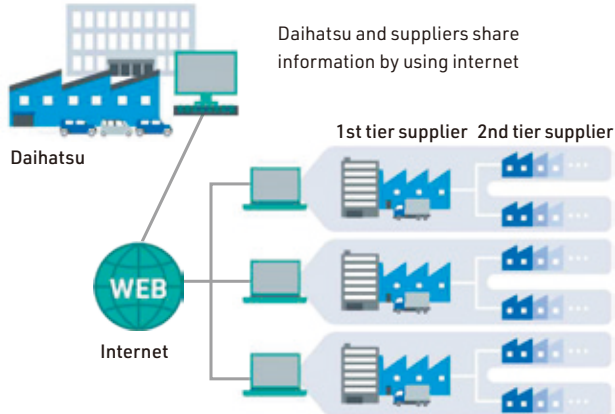 Daihatsu and suppliers share
information by using internet
1st tier supplier 2nd tier supplier
Daihatsu
WEB
Internet